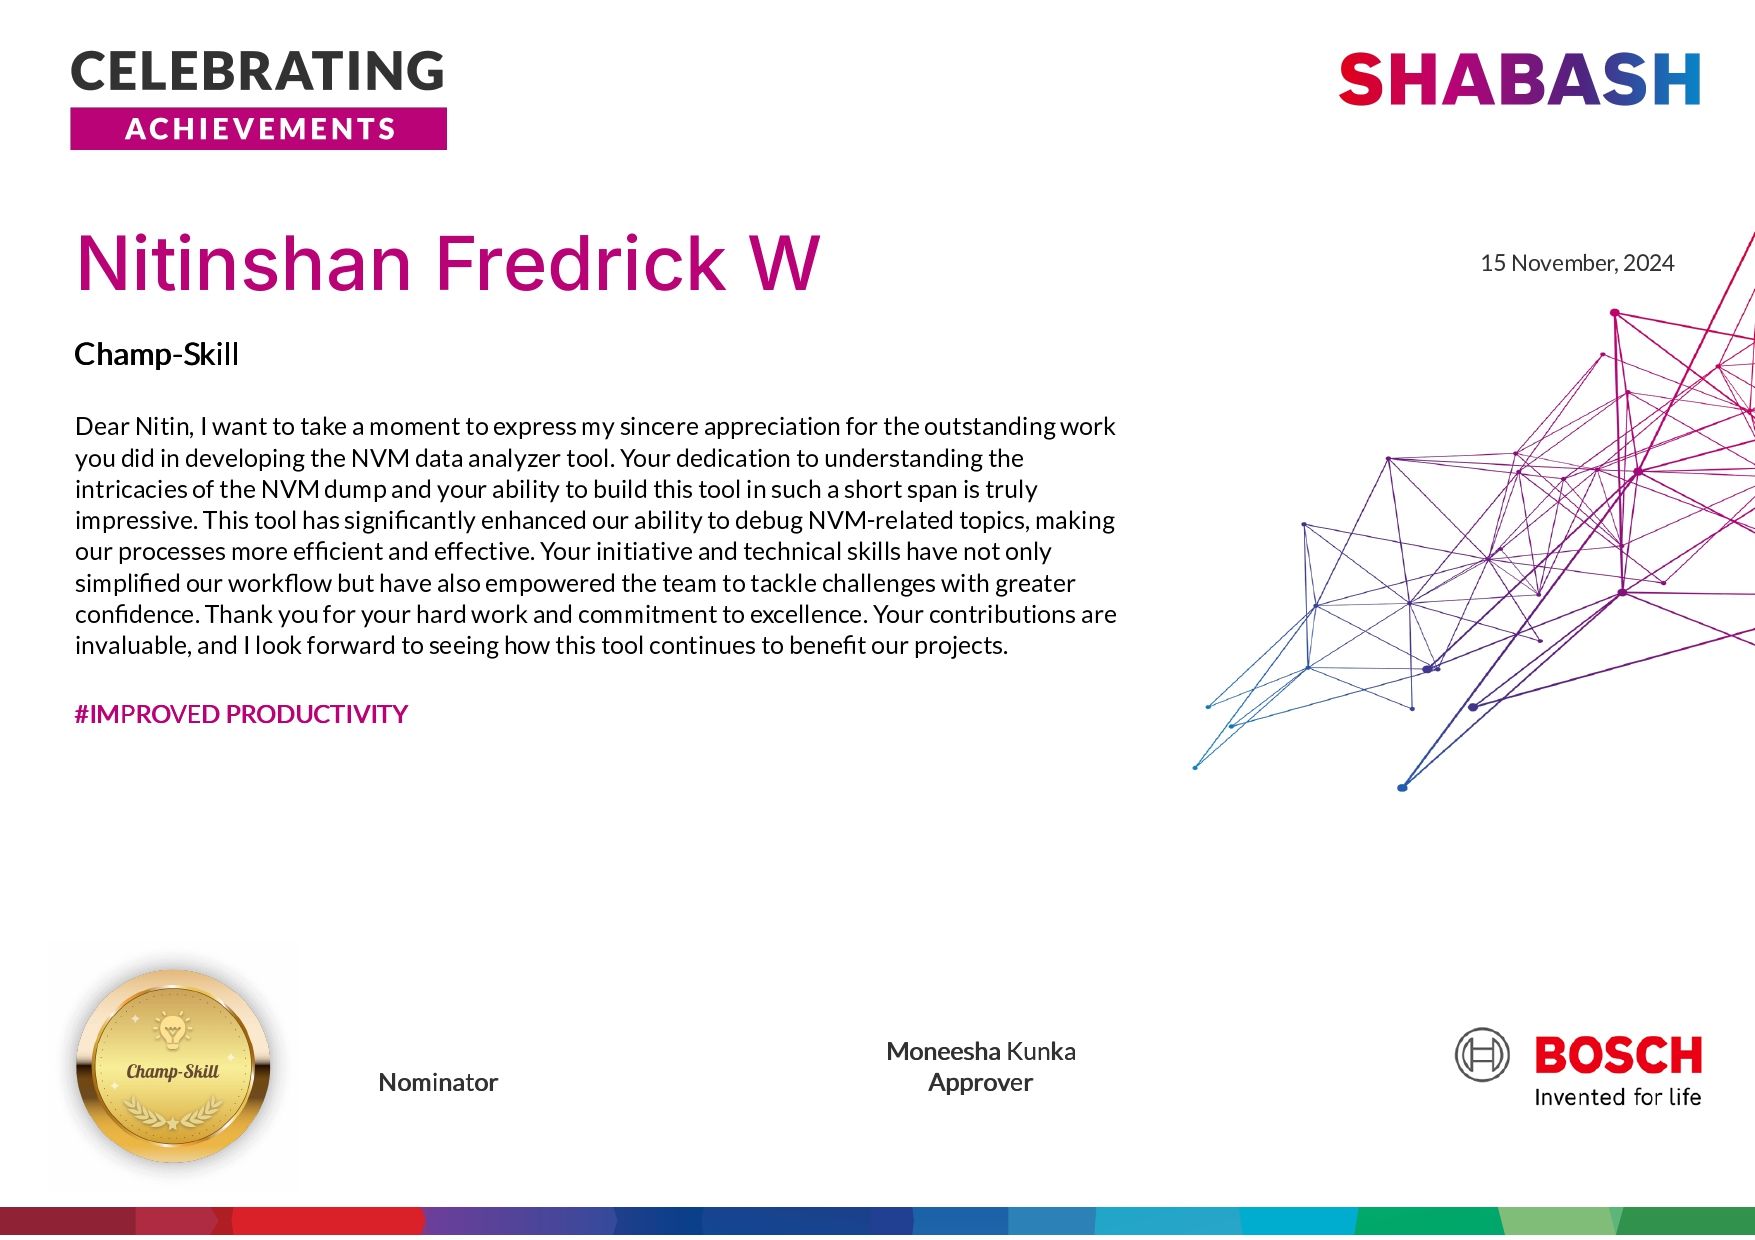 CELEBRATING
ACHIEVEMENTS
SHABASH
Nitinshan Fredrick W
15 November, 2024
Champ-Skill
Dear Nitin, I want to take a moment to express my sincere appreciation for the outstanding work
you did in developing the NVM data analyzer tool. Your dedication to understanding the
intricacies of the NVM dump and your ability to build this tool in such a short span is truly
impressive. This tool has significantly enhanced our ability to debug NVM-related topics, making
our processes more efficient and effective. Your initiative and technical skills have not only
simplified our workflow but have also empowered the team to tackle challenges with greater
confidence. Thank you for your hard work and commitment to excellence. Your contributions are
invaluable, and I look forward to seeing how this tool continues to benefit our projects.
#IMPROVED PRODUCTIVITY
Champ-Skill
Nominator
Moneesha Kunka
Approver
BOSCH
Invented for life